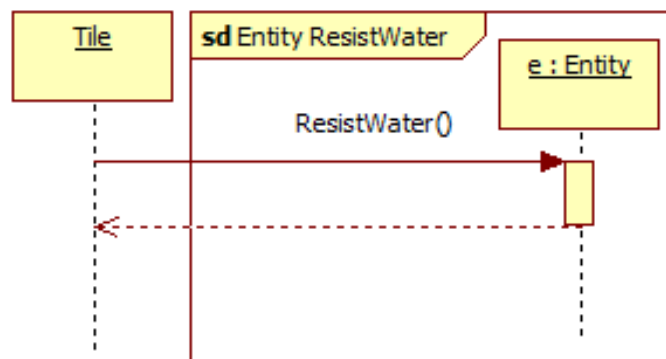 Tile
sd Entity ResistWater
e : Entity
ResistWater()